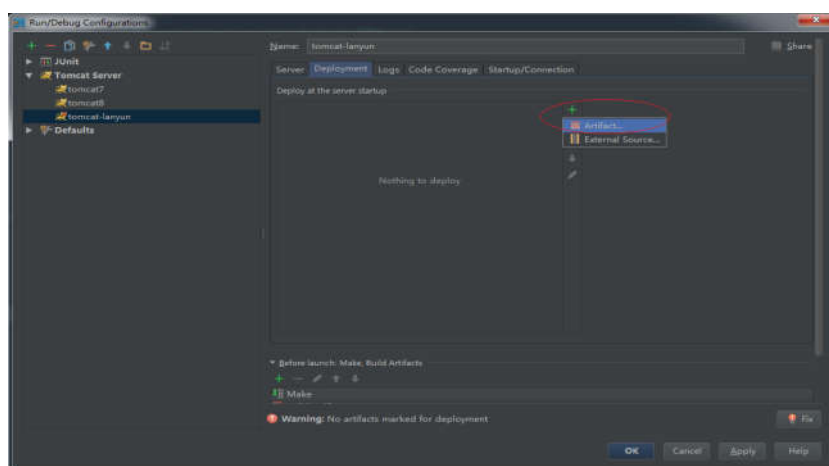 Run/Debug Configurations
Name: tomcat-lanyun
Share
JUnit
Tomcat Server
tomcat7
tomcat8
tomcat-lanyun
Defaults
Server Deployment Logs Code Coverage Startup/Connection
Deploy at the server startup
Artifact...
External Source...
Nothing to deploy
Before launch: Make, Build Artifacts
Make
Warning: No artifacts marked for deployment
Fix
OK Cancel Apply Help